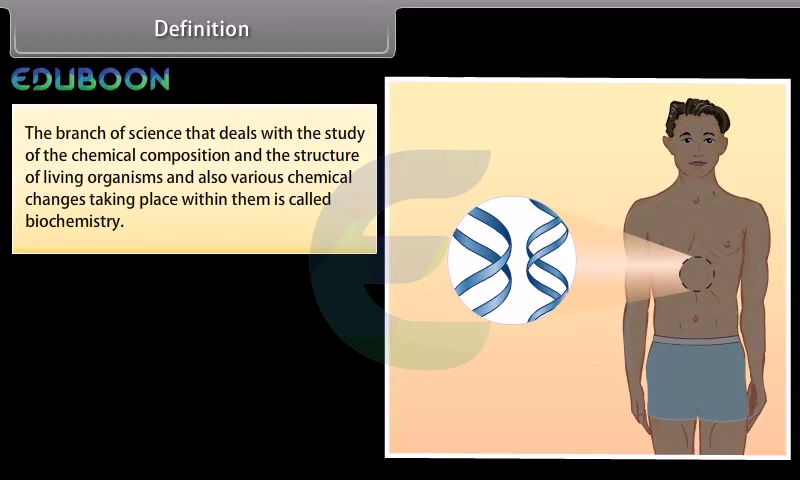 Definition
EDUBOON
The branch of science that deals with the study
of the chemical composition and the structure
of living organisms and also various chemical
changes taking place within them is called
biochemistry.